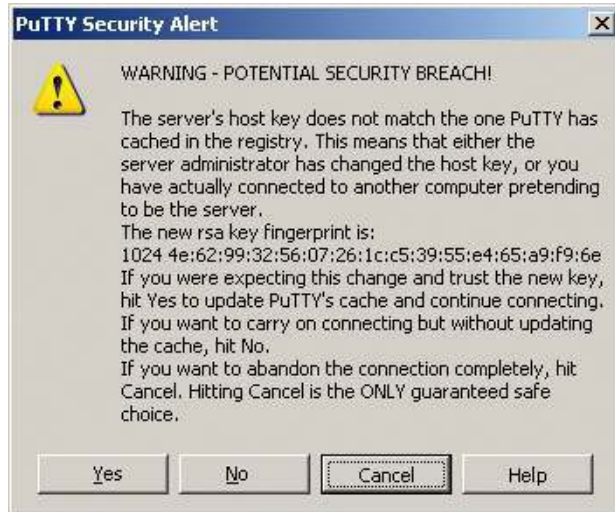 PuTTY Security Alert
WARNING - POTENTIAL SECURITY BREACH!
The server's host key does not match the one PuTTY has
cached in the registry. This means that either the
server administrator has changed the host key, or you
have actually connected to another computer pretending
to be the server.
The new rsa key fingerprint is:
1024 4e:62:99:32:56:07:26:1c:c5:39:55:e4:65:a9:f9:6e
If you were expecting this change and trust the new key,
hit Yes to update PuTTY's cache and continue connecting.
If you want to carry on connecting but without updating
the cache, hit No.
If you want to abandon the connection completely, hit
Cancel. Hitting Cancel is the ONLY guaranteed safe
choice.
Yes No Cancel Help